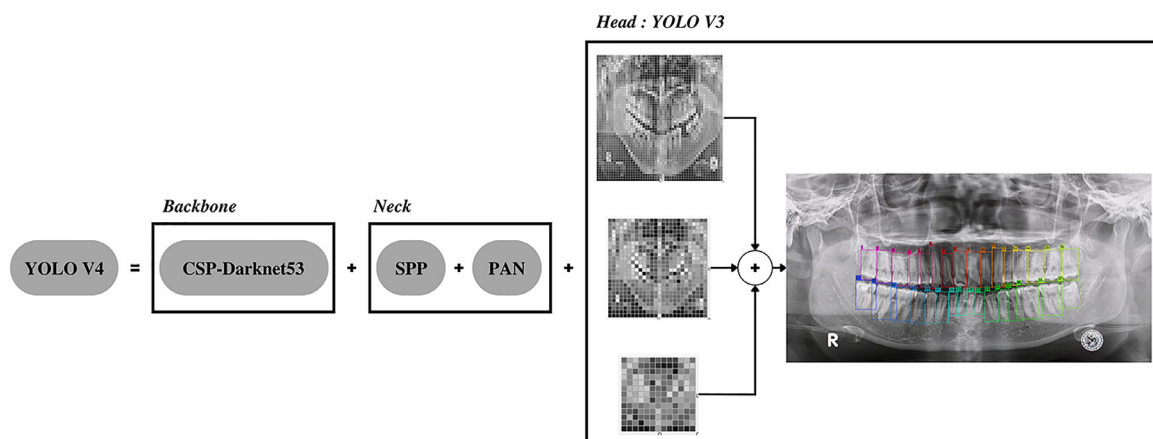 Head : YOLO V3
Backbone
Neck
YOLO V4 = CSP-Darknet53 + SPP + PAN +
+
R